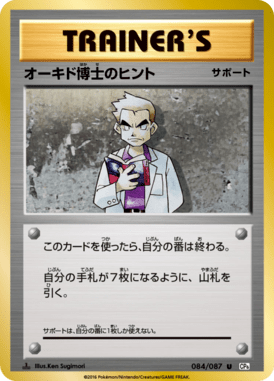 TRAINER'S
オーキド博士のヒント サポート
このカードを使ったら、自分の番は終わる。
自分の手札が7枚になるように、山札を
引く。
サポートは、自分の番に1枚しか使えない。
Illus.Ken Sugimori 084/087 U CP6
©2016 Pokémon/Nintendo/Creatures/GAME FREAK.